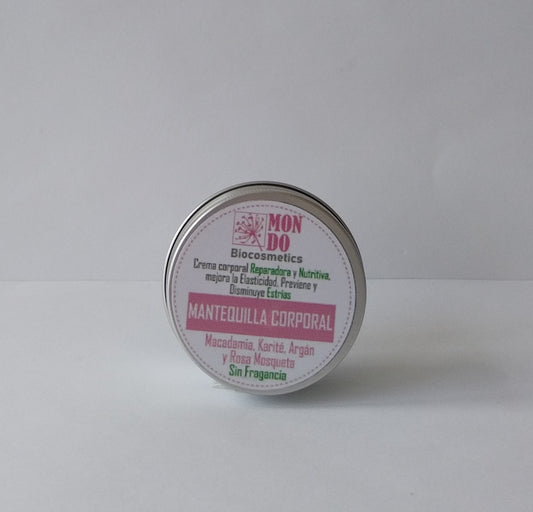 MON
DO
Biocosmetics
Crema corporal Reparadora y Nutritiva,
mejora la Elasticidad. Previene y
Disminuye Estrías
MANTEQUILLA CORPORAL
Macadamia, Karité, Argán
y Rosa Mosqueta
Sin Fragancia